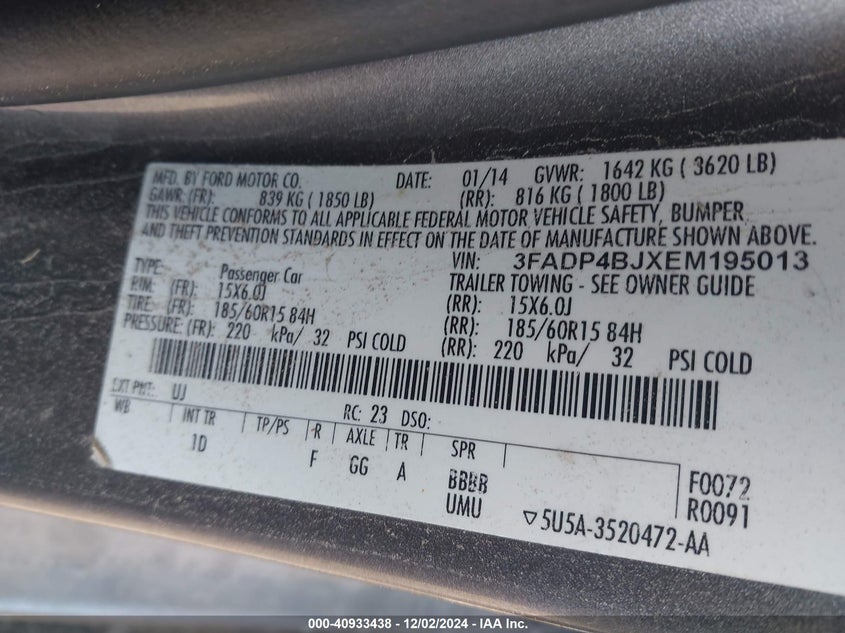 MFD. BY FORD MOTOR CO. DATE: 01/14 GVWR: 1642 KG ( 3620 LB)
GAWR (FR): 839 KG ( 1850 LB) (RR): 816 KG ( 1800 LB)
THIS VEHICLE CONFORMS TO ALL APPLICABLE FEDERAL MOTOR VEHICLE SAFETY, BUMPER
AND THEFT PREVENTION STANDARDS IN EFFECT ON THE DATE OF MANUFACTURE SHOWN ABOVE.
VIN: 3FADP4BJXEM195013
TYPE: Passenger Car TRAILER TOWING - SEE OWNER GUIDE
RIM: (FR): 15X6.0J (RR): 15X6.0J
TIRE: (FR): 185/60R15 84H (RR): 185/60R15 84H
PRESSURE: (FR): 220 kPa/ 32 PSI COLD (RR): 220 kPa/ 32 PSI COLD
EXT PNT: UJ RC: 23 DSO:
WB INT TR TP/PS R AXLE TR SPR
1D F GG A BBBB F0072
UMU R0091
▽5U5A-3520472-AA
000-40933438 - 12/02/2024 - IAA Inc.